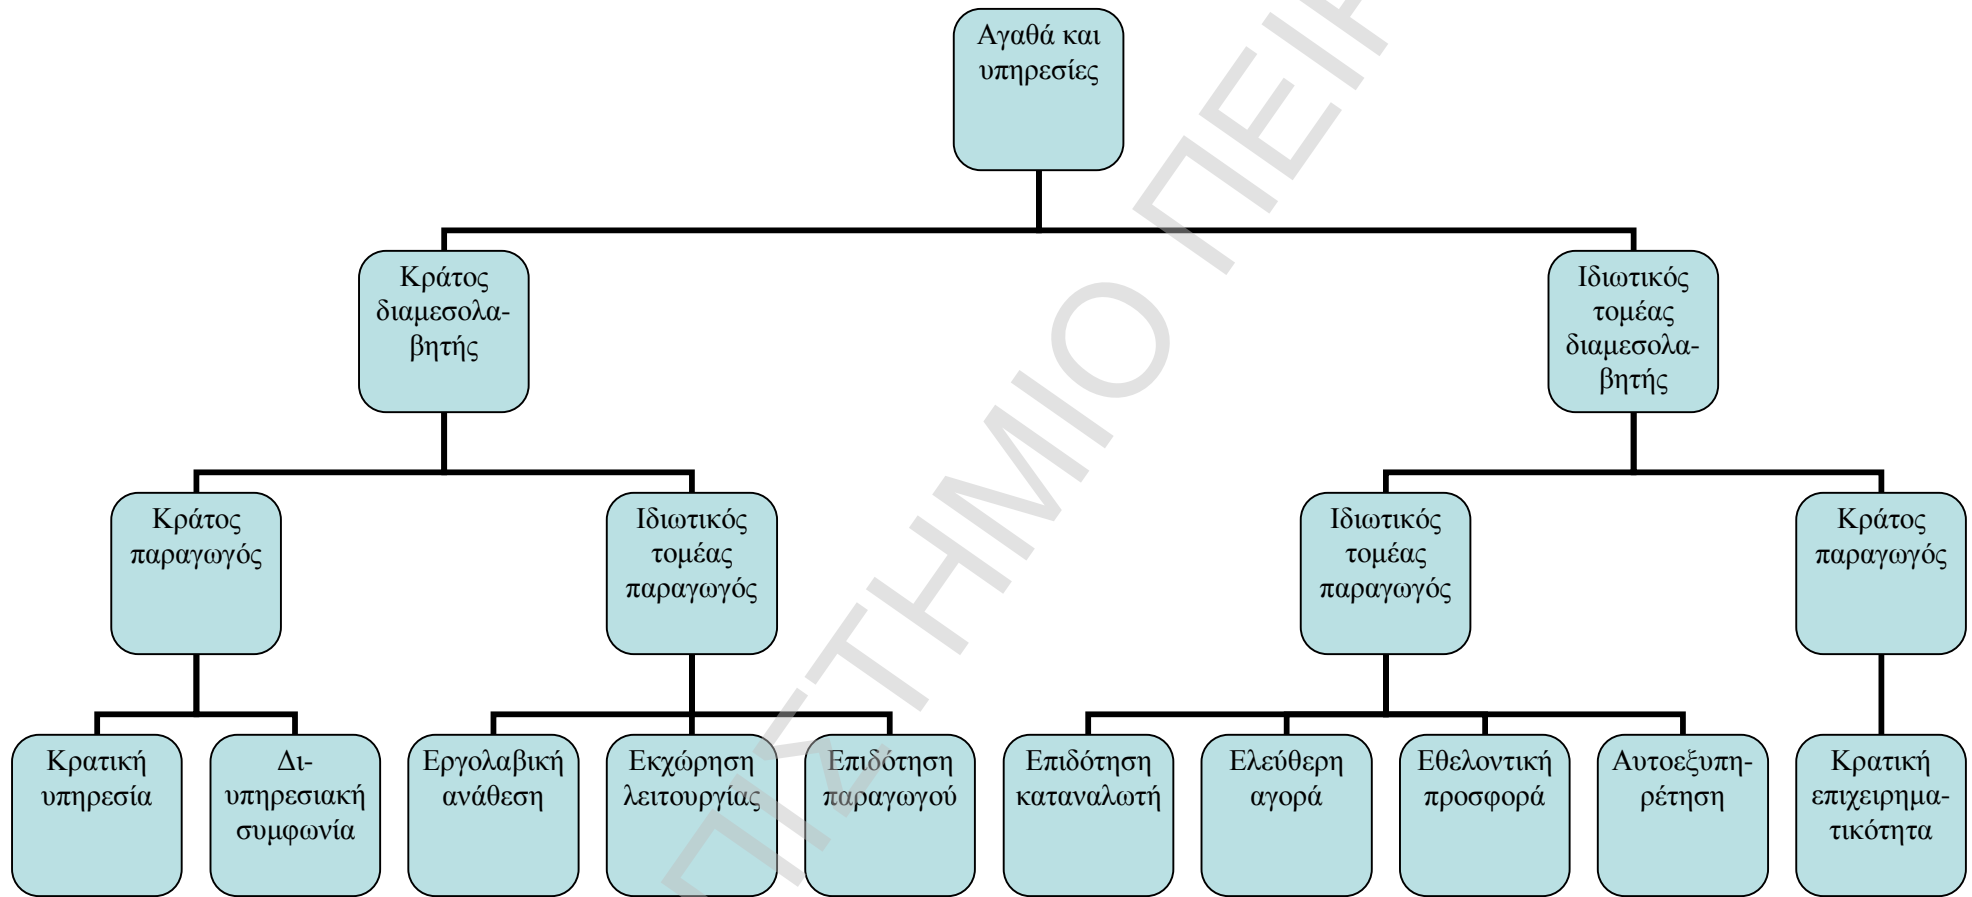 Αγαθά και
υπηρεσίες
Κράτος
διαμεσολα-
βητής
Ιδιωτικός
τομέας
διαμεσολα-
βητής
Κράτος
παραγωγός
Ιδιωτικός
τομέας
παραγωγός
Ιδιωτικός
τομέας
παραγωγός
Κράτος
παραγωγός
Κρατική
υπηρεσία
Δι-
υπηρεσιακή
συμφωνία
Εργολαβική
ανάθεση
Εκχώρηση
λειτουργίας
Επιδότηση
παραγωγού
Επιδότηση
καταναλωτή
Ελεύθερη
αγορά
Εθελοντική
προσφορά
Αυτοεξυπη-
ρέτηση
Κρατική
επιχειρημα-
τικότητα